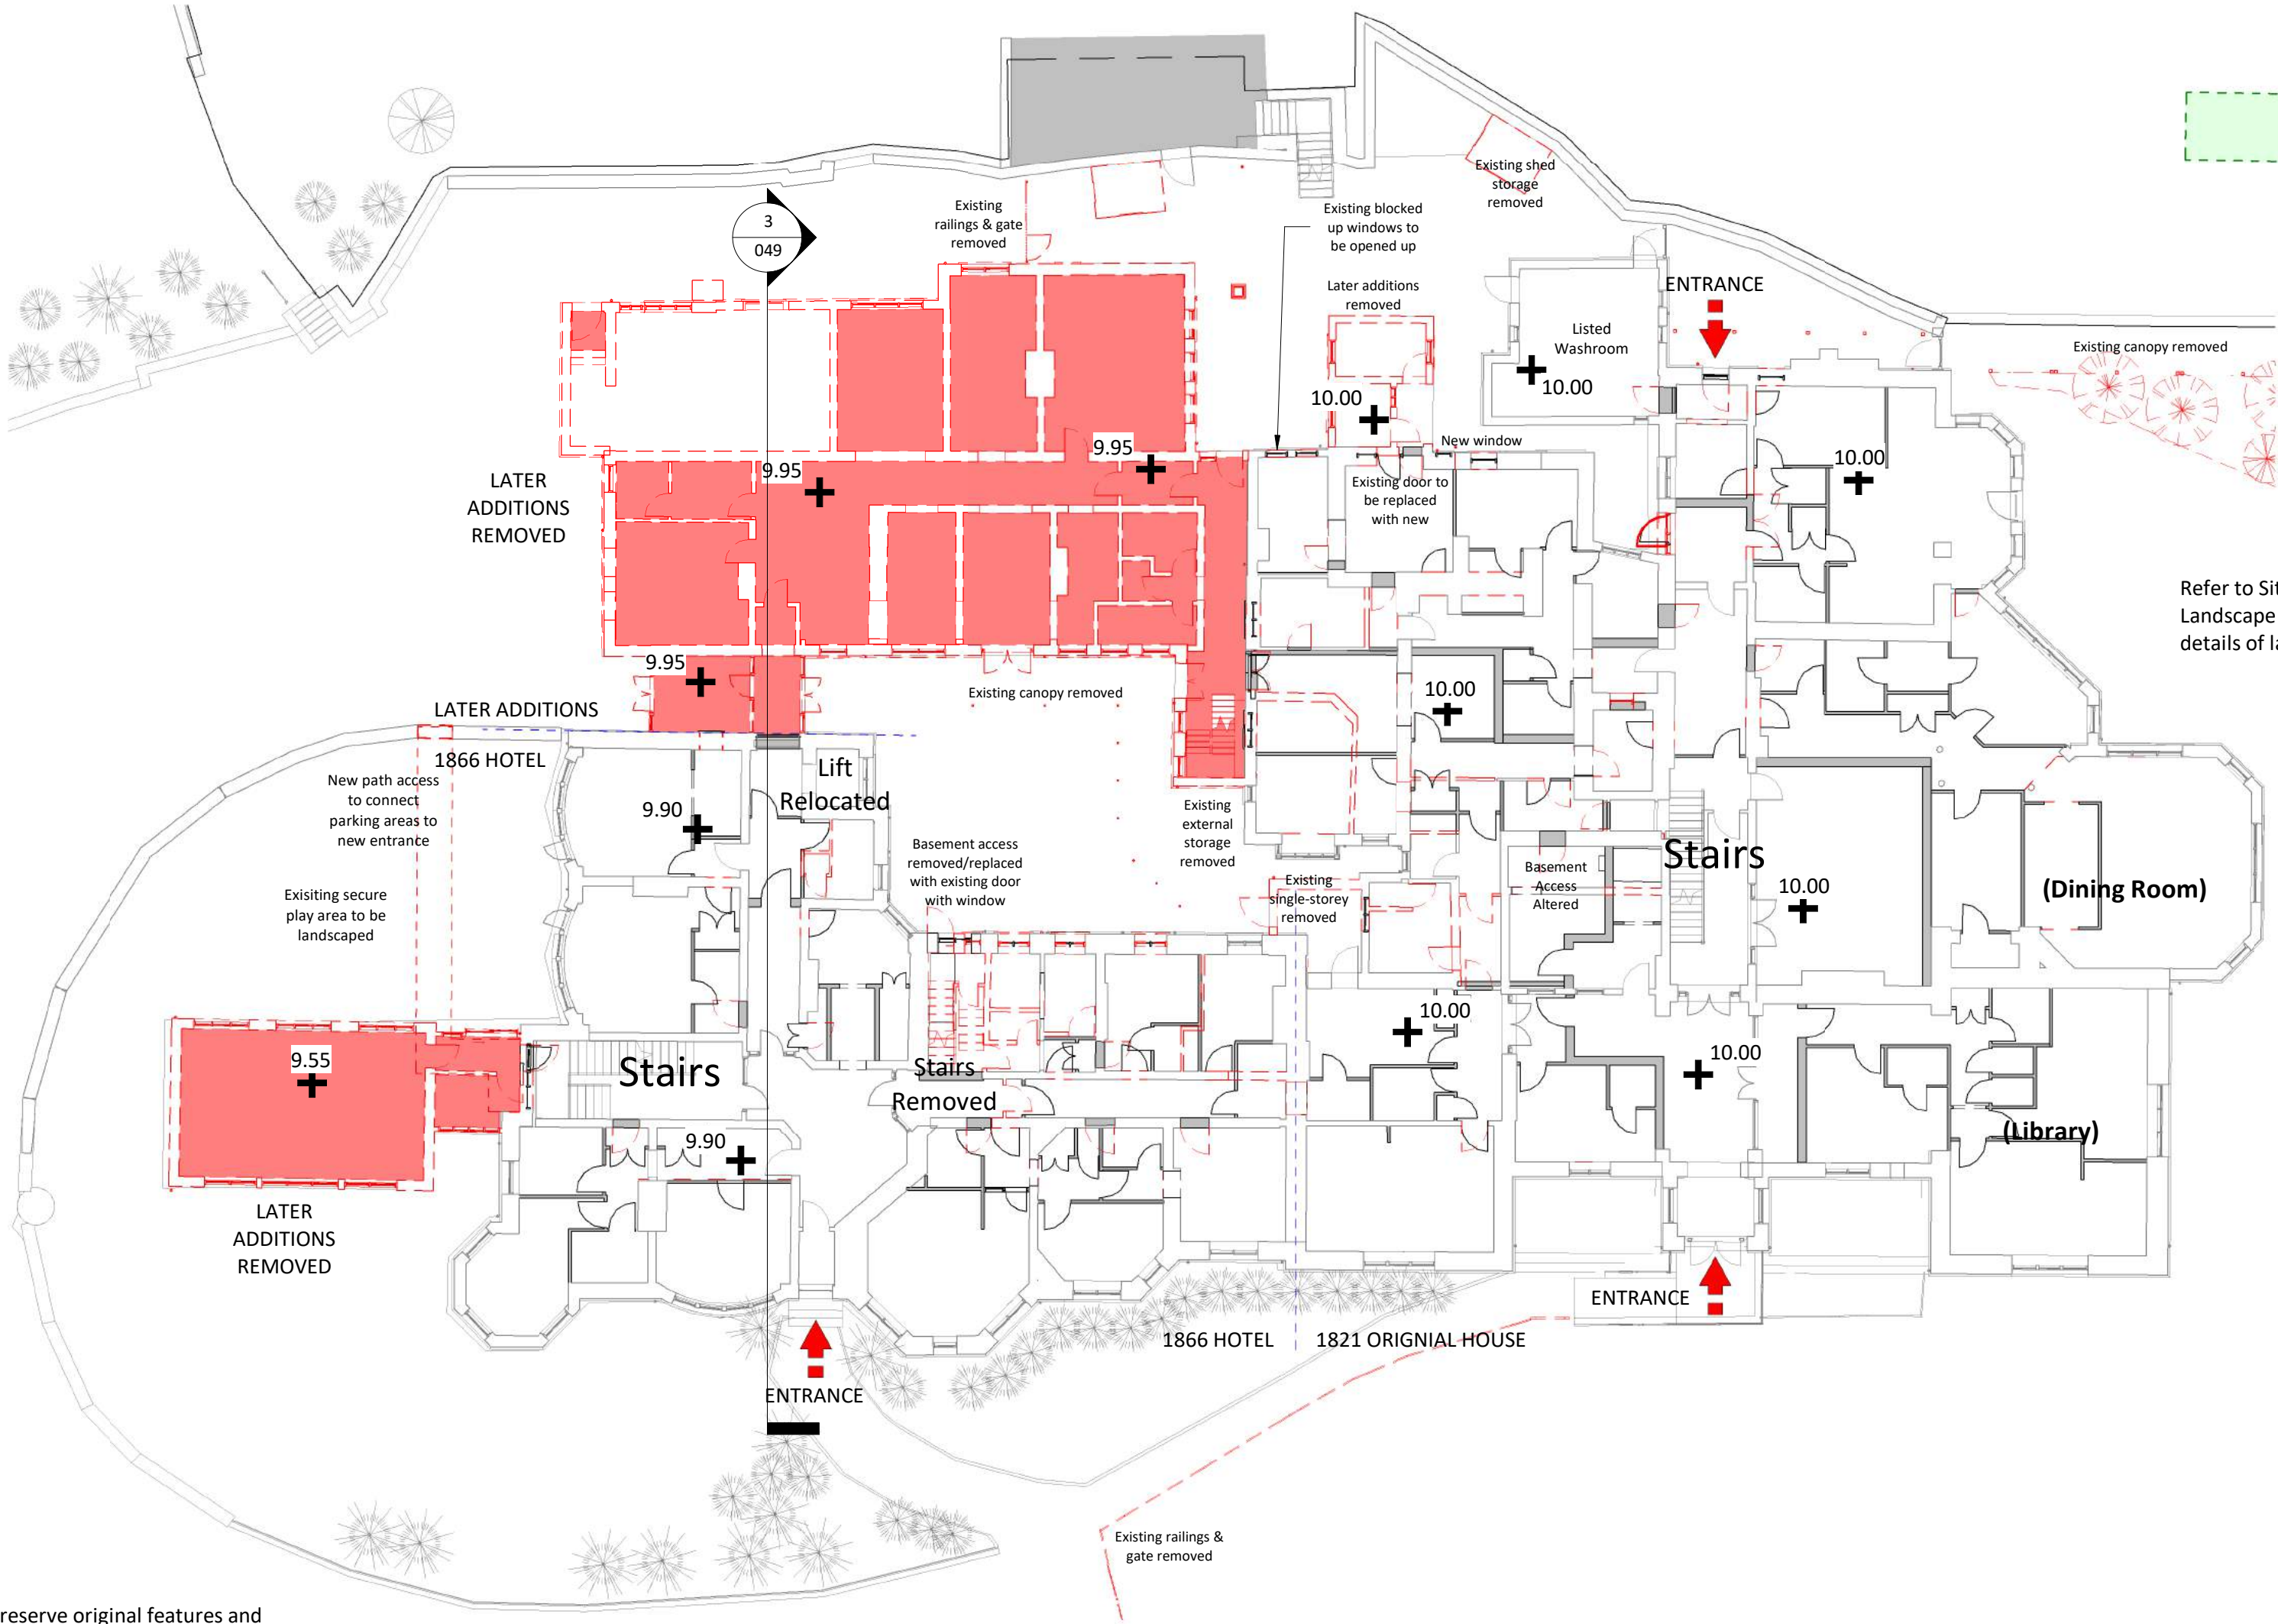 Existing shed
storage
removed
Existing
railings & gate
removed
3
049
Existing blocked
up windows to
be opened up
Later additions
removed
ENTRANCE
Listed
Washroom
Existing canopy removed
10.00
10.00
New window
9.95
9.95
10.00
LATER
ADDITIONS
REMOVED
Existing door to
be replaced
with new
Refer to Sit
Landscape
details of la
9.95
Existing canopy removed
10.00
LATER ADDITIONS
1866 HOTEL
New path access
to connect
parking areas to
new entrance
Lift
Relocated
9.90
Existing
external
storage
removed
Basement access
removed/replaced
with existing door
with window
Stairs
Basement
Access
Altered
Existing
single-storey
removed
10.00
(Dining Room)
Exisiting secure
play area to be
landscaped
9.55
Stairs
Stairs
Removed
10.00
10.00
9.90
(Library)
LATER
ADDITIONS
REMOVED
ENTRANCE
1866 HOTEL
1821 ORIGNIAL HOUSE
ENTRANCE
Existing railings &
gate removed
reserve original features and